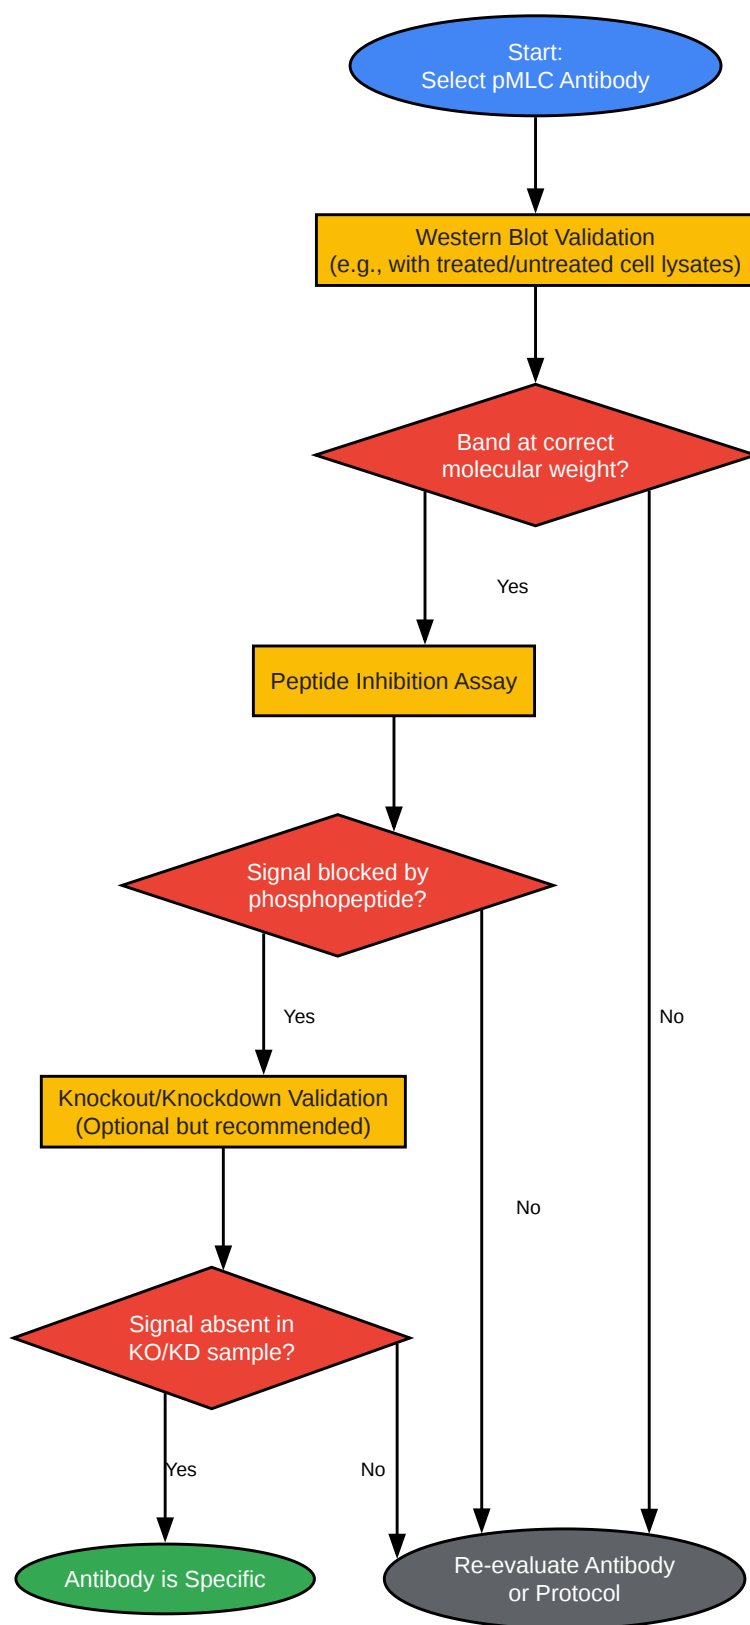 Start:
Select pMLC Antibody
Western Blot Validation
(e.g., with treated/untreated cell lysates)
Band at correct
molecular weight?
Yes
Peptide Inhibition Assay
Signal blocked by
phosphopeptide?
Yes
No
Knockout/Knockdown Validation
(Optional but recommended)
No
Signal absent in
KO/KD sample?
Yes
No
Antibody is Specific
Re-evaluate Antibody
or Protocol